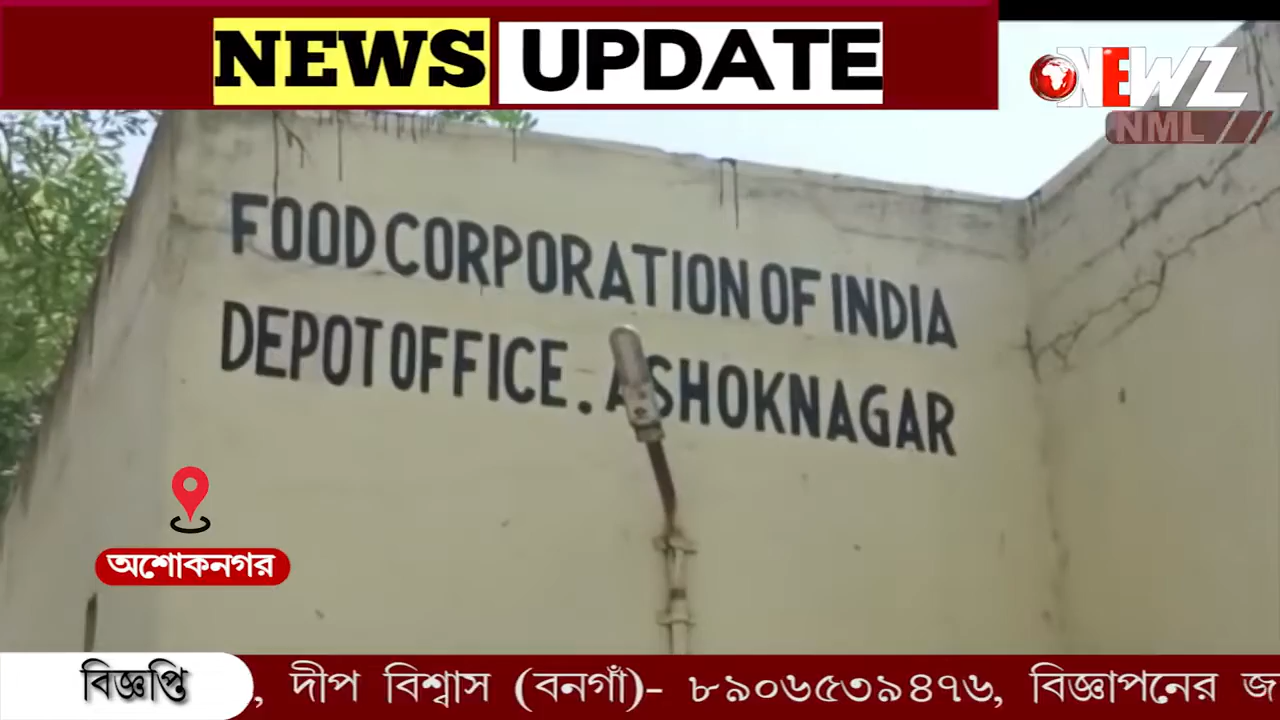 NEWS UPDATE
NEWZ
NML
FOOD CORPORATION OF INDIA
DEPOT OFFICE. ASHOKNAGAR
অশোকনগর
বিজ্ঞপ্তি
, দীপ বিশ্বাস (বনগাঁ)- ৮৯০৬৫৩৯৪৭৬, বিজ্ঞাপনের জ